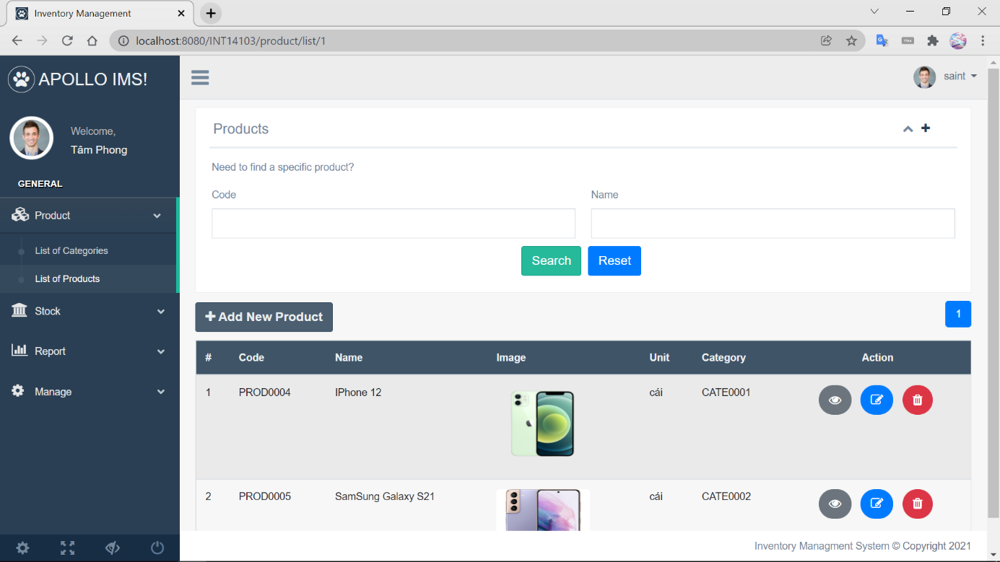 Inventory Management
localhost:8080/INT14103/product/list/1
APOLLO IMS!
saint
Welcome,
Tâm Phong
GENERAL
Product
List of Categories
List of Products
Stock
Report
Manage
Products
Need to find a specific product?
Code Name
Search Reset
Add New Product
1
# Code Name Image Unit Category Action
1 PROD0004 IPhone 12 cái CATE0001
2 PROD0005 SamSung Galaxy S21 cái CATE0002
Inventory Managment System © Copyright 2021